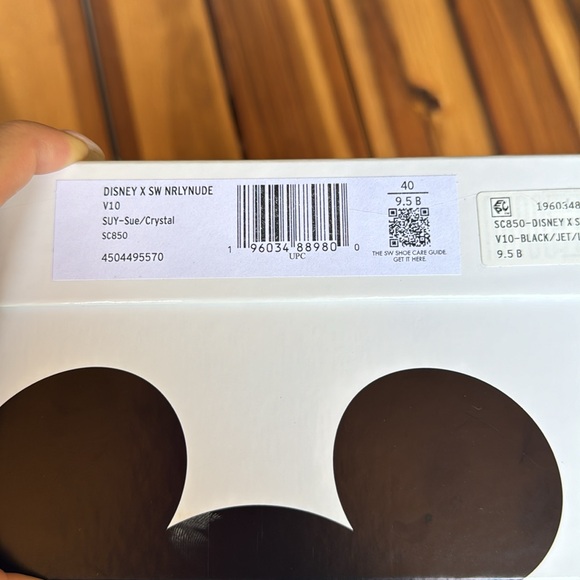 DISNEY X SW NRLYNUDE
V10
SUY-Sue/Crystal
SC850
4504495570
1 96034 88980 0
UPC
40
9.5 B
THE SW SHOE CARE GUIDE.
GET IT HERE.
1960348
SC850-DISNEY X S
V10-BLACK/JET/
9.5 B